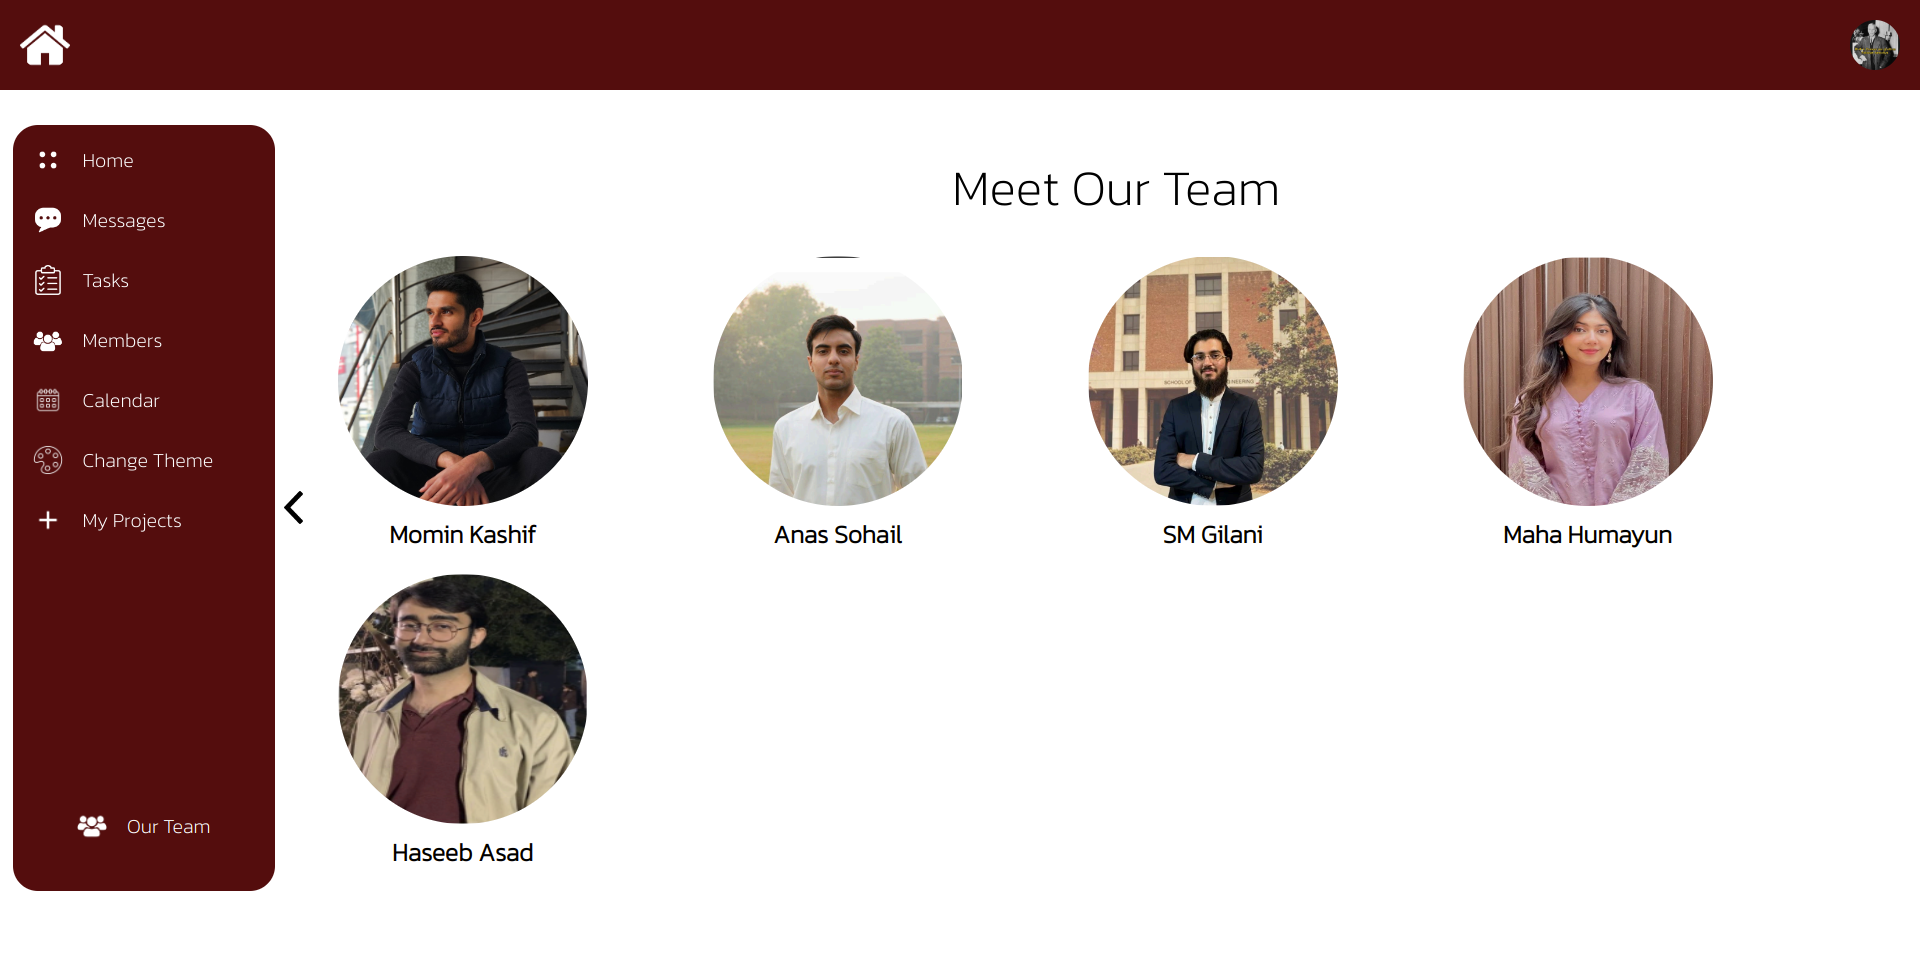 Home
Messages
Tasks
Members
Calendar
Change Theme
My Projects
Our Team
Meet Our Team
Momin Kashif
Anas Sohail
SM Gilani
Maha Humayun
Haseeb Asad